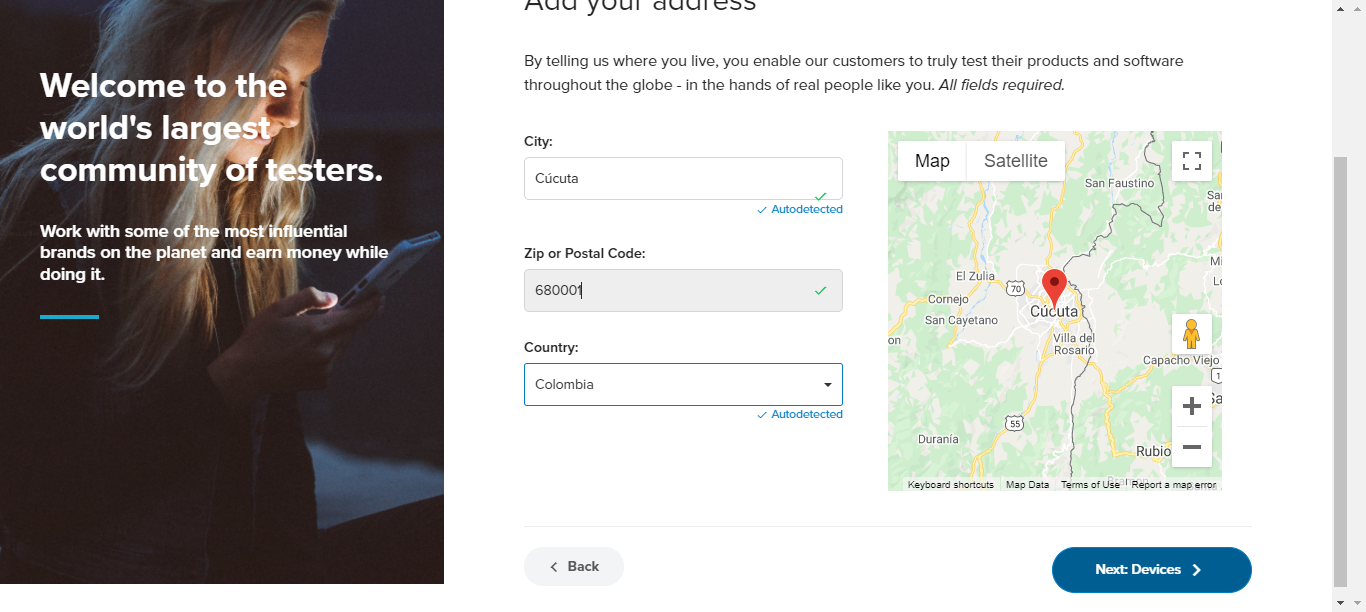 Add your address
Welcome to the
world's largest
community of testers.
Work with some of the most influential
brands on the planet and earn money while
doing it.
By telling us where you live, you enable our customers to truly test their products and software
throughout the globe - in the hands of real people like you. All fields required.
City:
Cúcuta
Autodetected
Zip or Postal Code:
680001
Country:
Colombia
Autodetected
Map
Satellite
San Faustino
El Zulia
70
Cornejo
Cúcuta
San Cayetano
Villa del
Rosario
Capacho Viejo
1
55
Durania
Rubio
Keyboard shortcuts
Map Data
Terms of Use
Report a map error
Back
Next: Devices